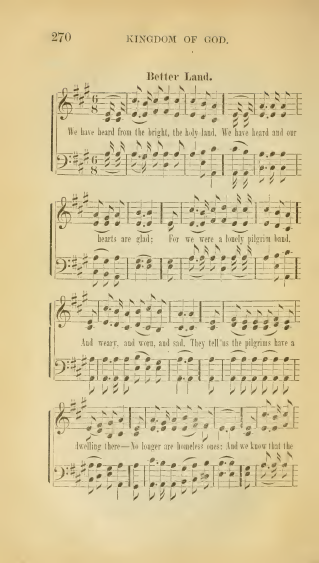 270 KINGDOM OF GOD.
Better Land.
We have heard from the bright, the holy land, We have heard and our
hearts are glad; For we were a lonely pilgrim band,
And weary, and worn, and sad. They tell us the pilgrims have a
dwelling there—No longer are homeless ones: And we know that the